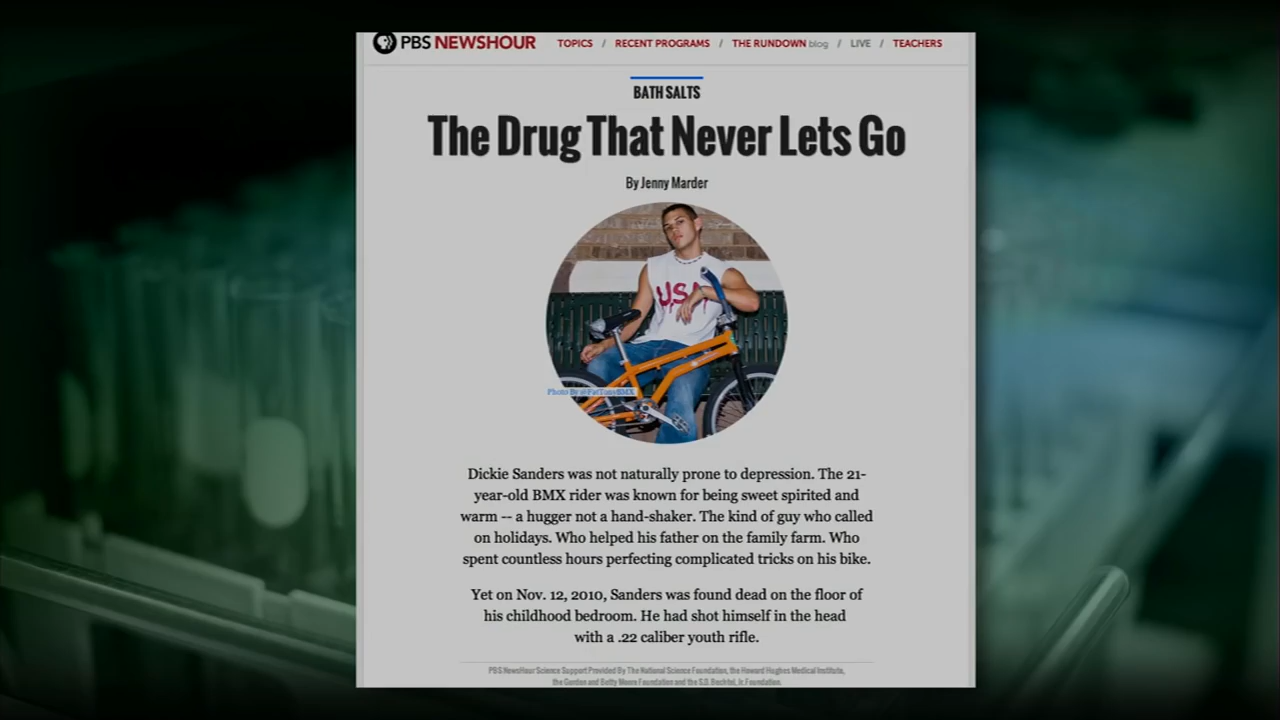 PBS NEWSHOUR TOPICS / RECENT PROGRAMS / THE RUNDOWN blog / LIVE / TEACHERS
BATH SALTS
The Drug That Never Lets Go
By Jenny Marder
USA
Photo By @FatTonyBMX
Dickie Sanders was not naturally prone to depression. The 21-
year-old BMX rider was known for being sweet spirited and
warm -- a hugger not a hand-shaker. The kind of guy who called
on holidays. Who helped his father on the family farm. Who
spent countless hours perfecting complicated tricks on his bike.
Yet on Nov. 12, 2010, Sanders was found dead on the floor of
his childhood bedroom. He had shot himself in the head
with a .22 caliber youth rifle.
PBS NewsHour Science Support Provided By The National Science Foundation, the Howard Hughes Medical Institute,
the Gordon and Betty Moore Foundation and the S.D. Bechtel, Jr. Foundation.